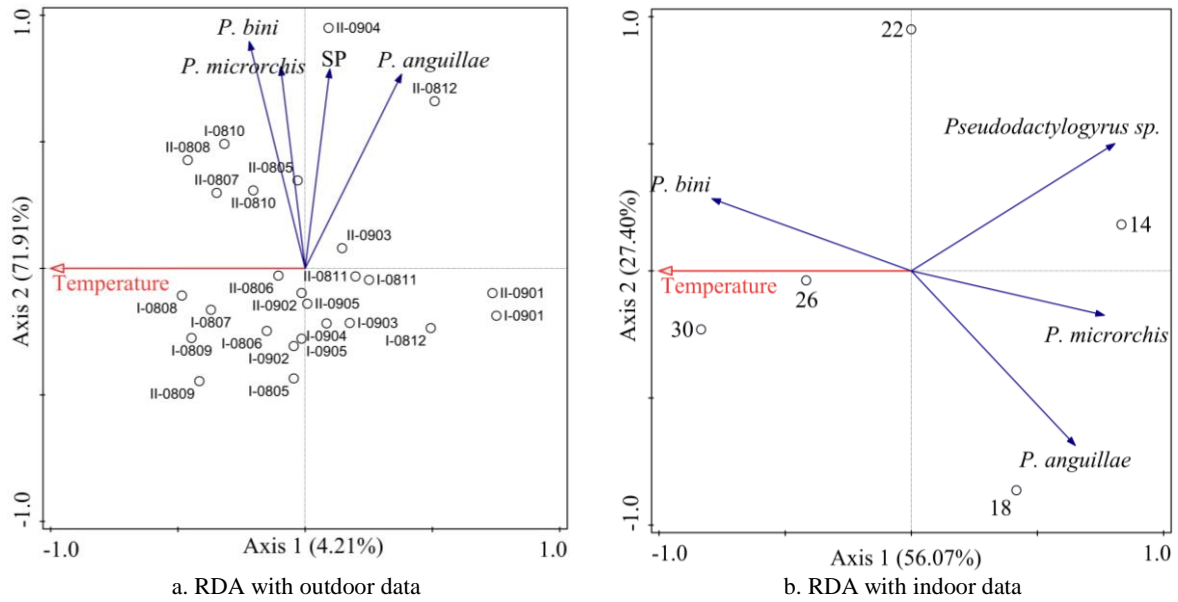 1.0
P. bini
II-0904
P. microrchis
SP
P. anguillae
II-0812
I-0810
II-0808
II-0805
II-0807
II-0810
II-0903
Temperature
II-0811
I-0811
II-0806
I-0808
II-0902
II-0905
II-0901
I-0807
I-0903
I-0901
I-0809
I-0806
I-0904
I-0812
I-0902
I-0905
II-0809
I-0805
Axis 2 (71.91%)
-1.0
-1.0
Axis 1 (4.21%)
1.0
a. RDA with outdoor data
1.0
22
Pseudodactylogyrus sp.
P. bini
14
Temperature
26
30
P. microrchis
P. anguillae
18
Axis 2 (27.40%)
-1.0
-1.0
Axis 1 (56.07%)
1.0
b. RDA with indoor data